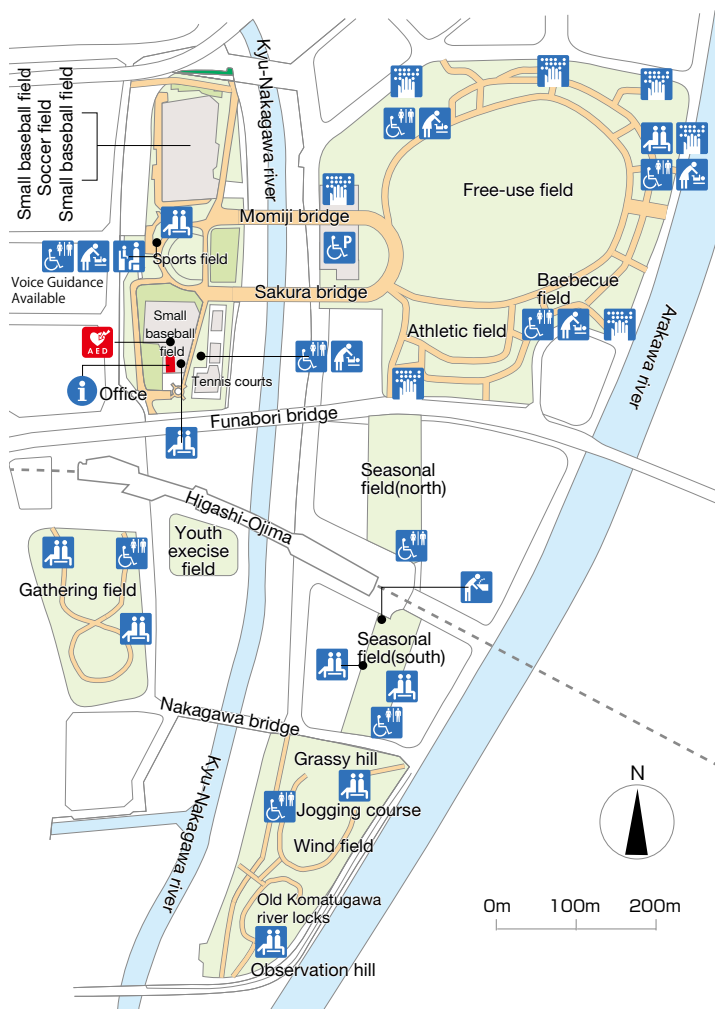 Small baseball field
Soccer field
Small baseball field
Kyu-Nakagawa river
Free-use field
Momiji bridge
P
Sports field
Voice Guidance
Available
Sakura bridge
Baebecue
field
Arakawa river
Small
baseball
field
Athletic field
AED
i
Office
Tennis courts
Funabori bridge
Seasonal
field(north)
Higashi-Ojima
Youth
execise
field
Gathering field
Seasonal
field(south)
Nakagawa bridge
Grassy hill
Kyu-Nakagawa river
Jogging course
Wind field
N
Old Komatugawa
river locks
0m 100m 200m
Observation hill